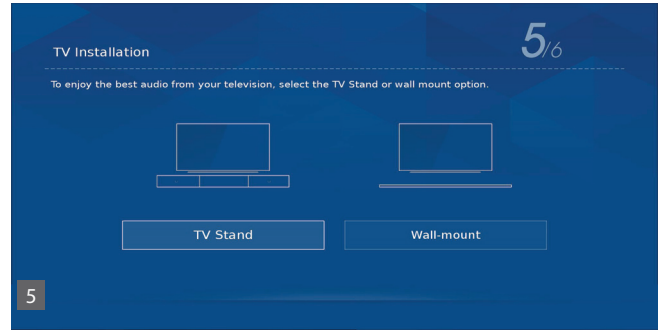 TV Installation
5/6
To enjoy the best audio from your television, select the TV Stand or wall mount option.
TV Stand
Wall-mount
5